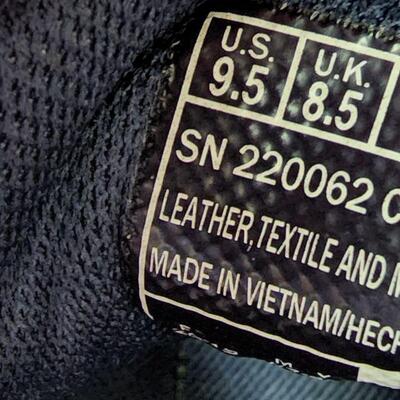 U.S. U.K.
9.5 8.5
SN 220062 C
LEATHER, TEXTILE AND M
MADE IN VIETNAM/HECH